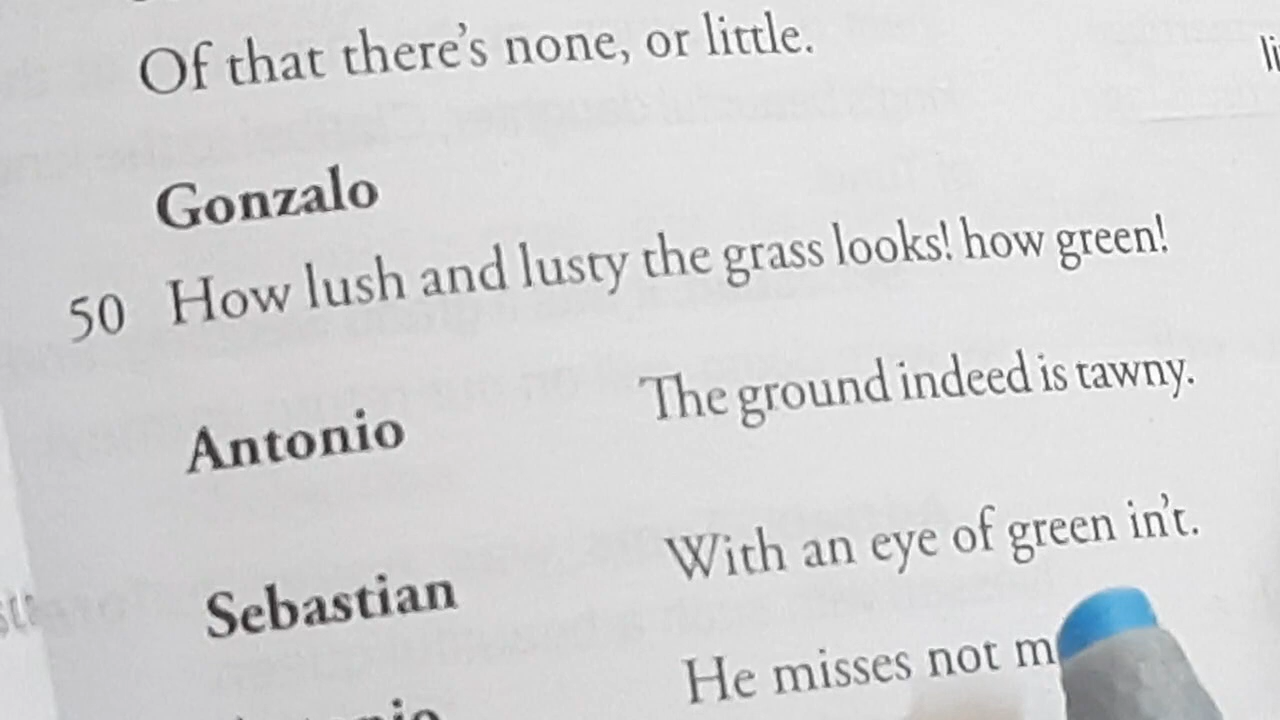 Of that there's none, or little.
Gonzalo
50 How lush and lusty the grass looks! how green!
Antonio The ground indeed is tawny.
Sebastian With an eye of green in't.
He misses not